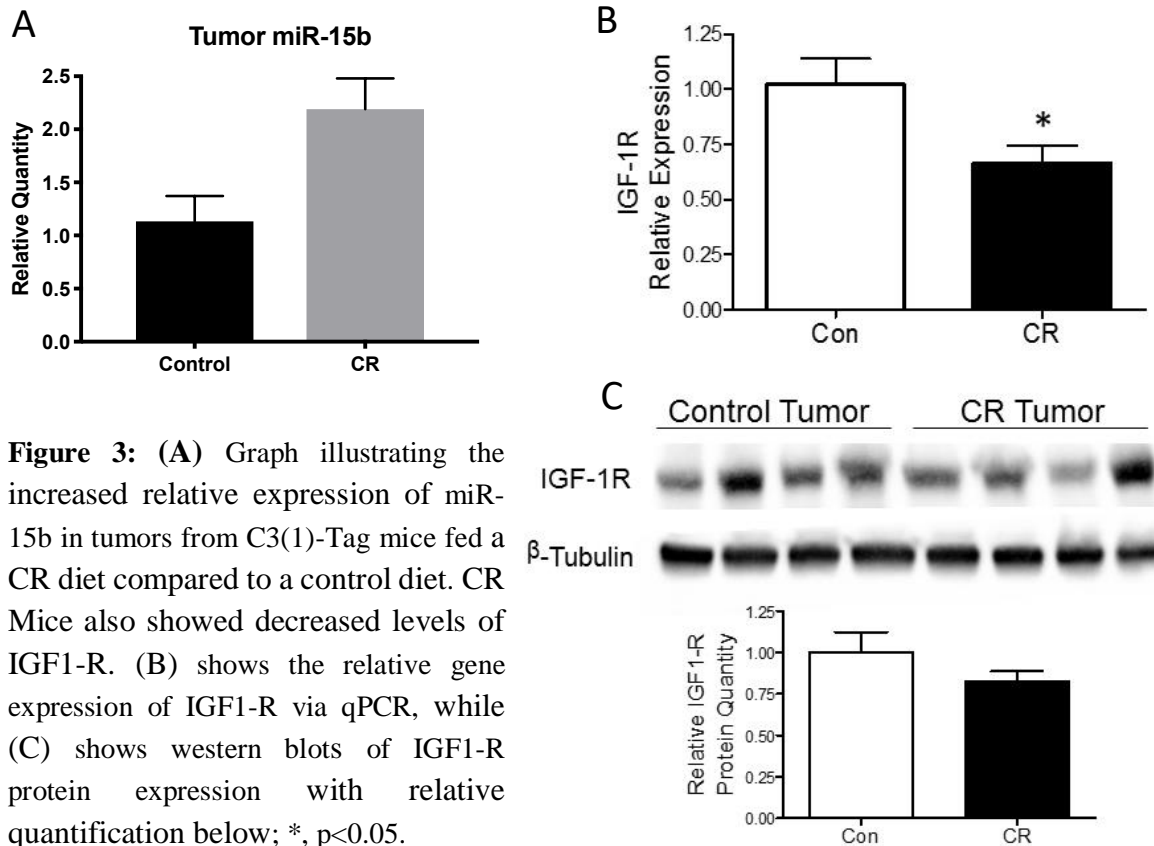 A
Tumor miR-15b
Relative Quantity
2.5
2.0
1.5
1.0
0.5
0.0
Control CR
B
IGF-1R
Relative Expression
1.25
1.00
0.75
0.50
0.25
0.00
*
Con CR
Figure 3: (A) Graph illustrating the
increased relative expression of miR-
15b in tumors from C3(1)-Tag mice fed a
CR diet compared to a control diet. CR
Mice also showed decreased levels of
IGF1-R. (B) shows the relative gene
expression of IGF1-R via qPCR, while
(C) shows western blots of IGF1-R
protein expression with relative
quantification below; *, p<0.05.
C
Control Tumor CR Tumor
IGF-1R
β-Tubulin
Relative IGF1-R
Protein Quantity
1.25
1.00
0.75
0.50
0.25
0.00
Con CR